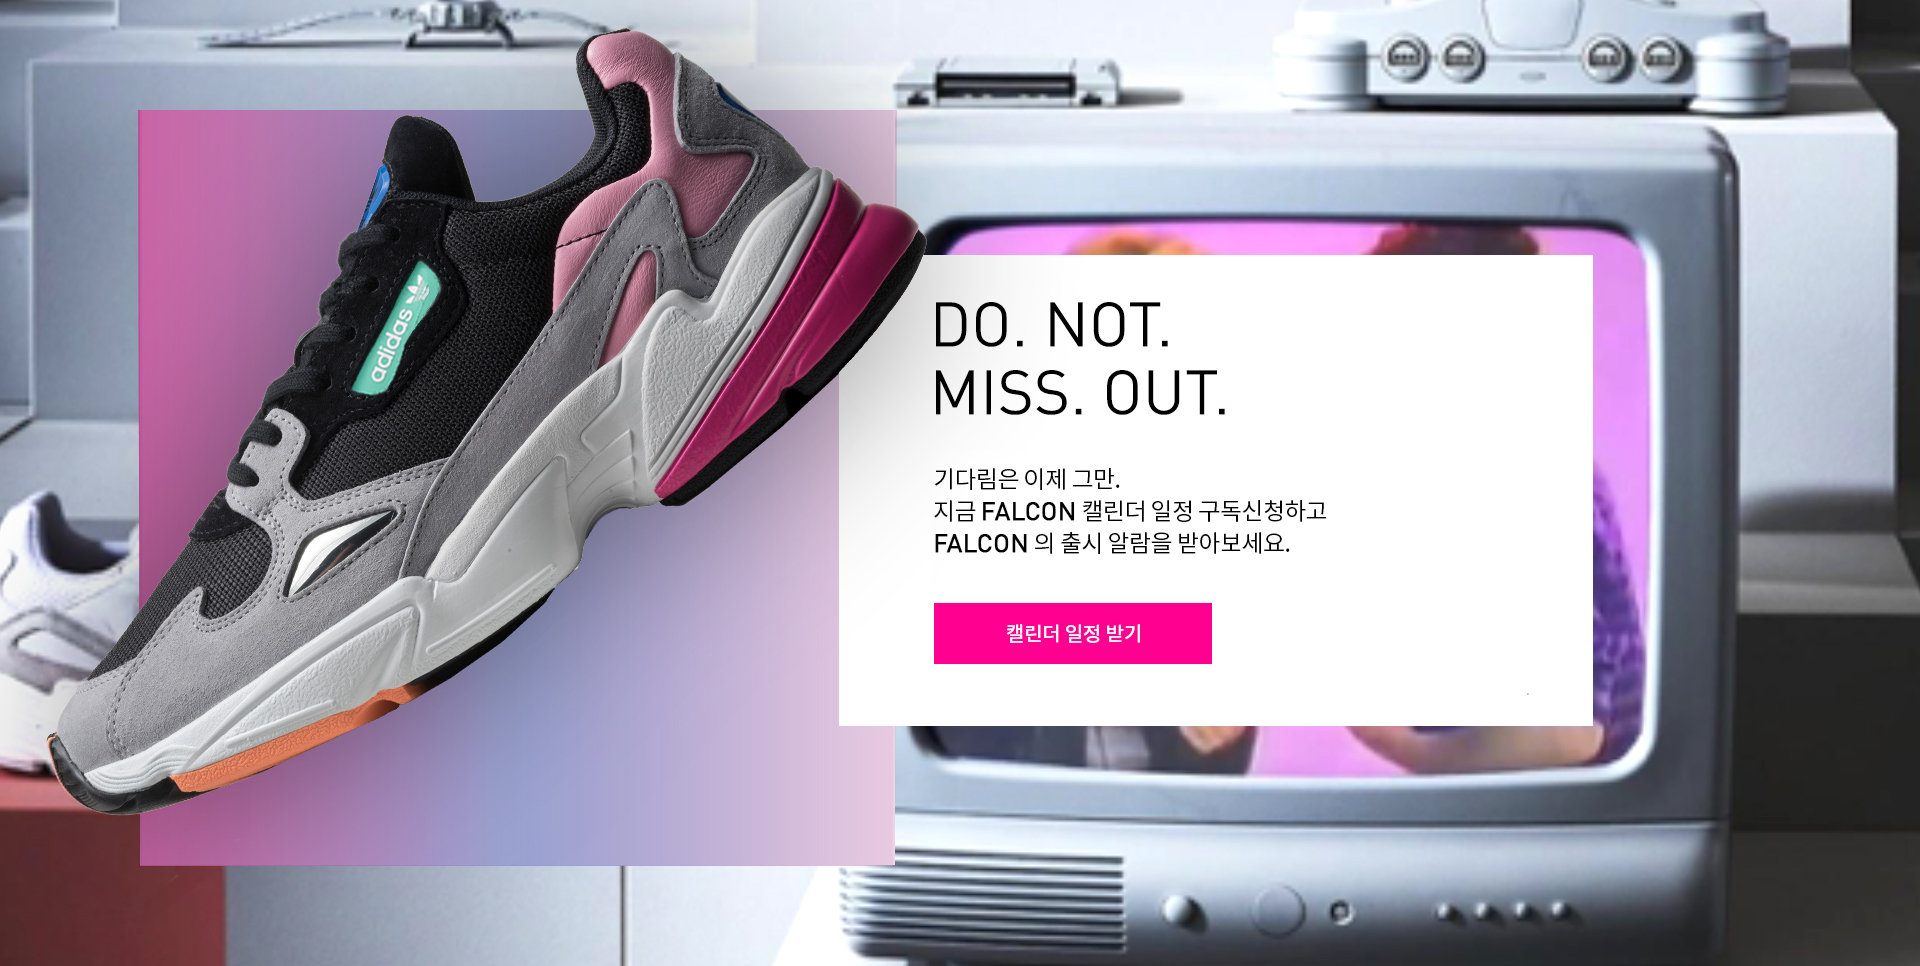 adidas
DO. NOT.
MISS. OUT.
기다림은 이제 그만.
지금 FALCON 캘린더 일정 구독신청하고
FALCON 의 출시 알람을 받아보세요.
캘린더 일정 받기